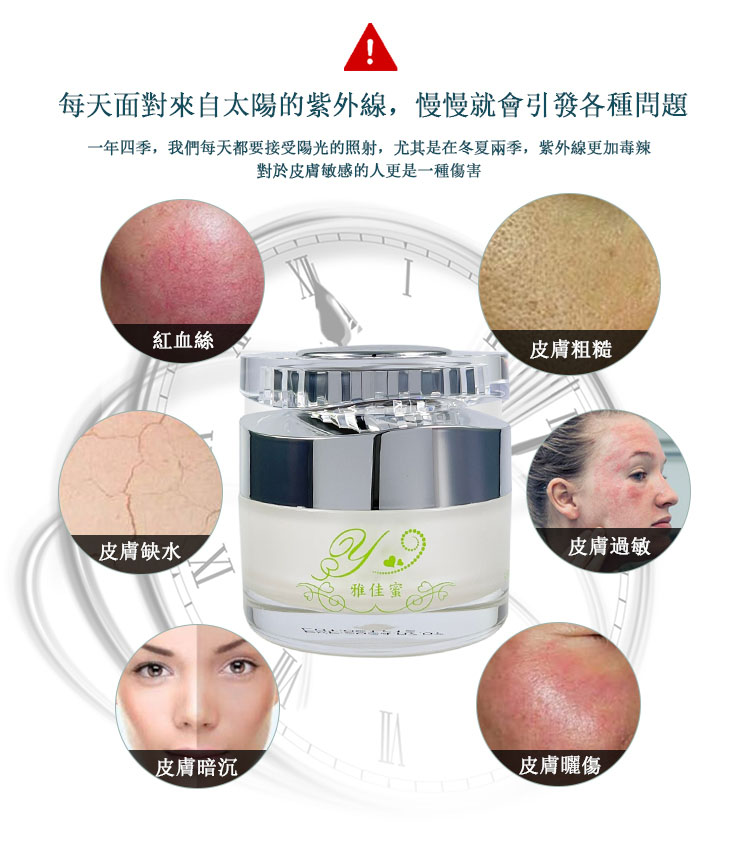 每天面對來自太陽的紫外線，慢慢就會引發各種問題
一年四季，我們每天都要接受陽光的照射，尤其是在冬夏兩季，紫外線更加毒辣
對於皮膚敏感的人更是一種傷害
紅血絲
皮膚粗糙
皮膚缺水
皮膚過敏
雅佳蜜
皮膚暗沉
皮膚曬傷